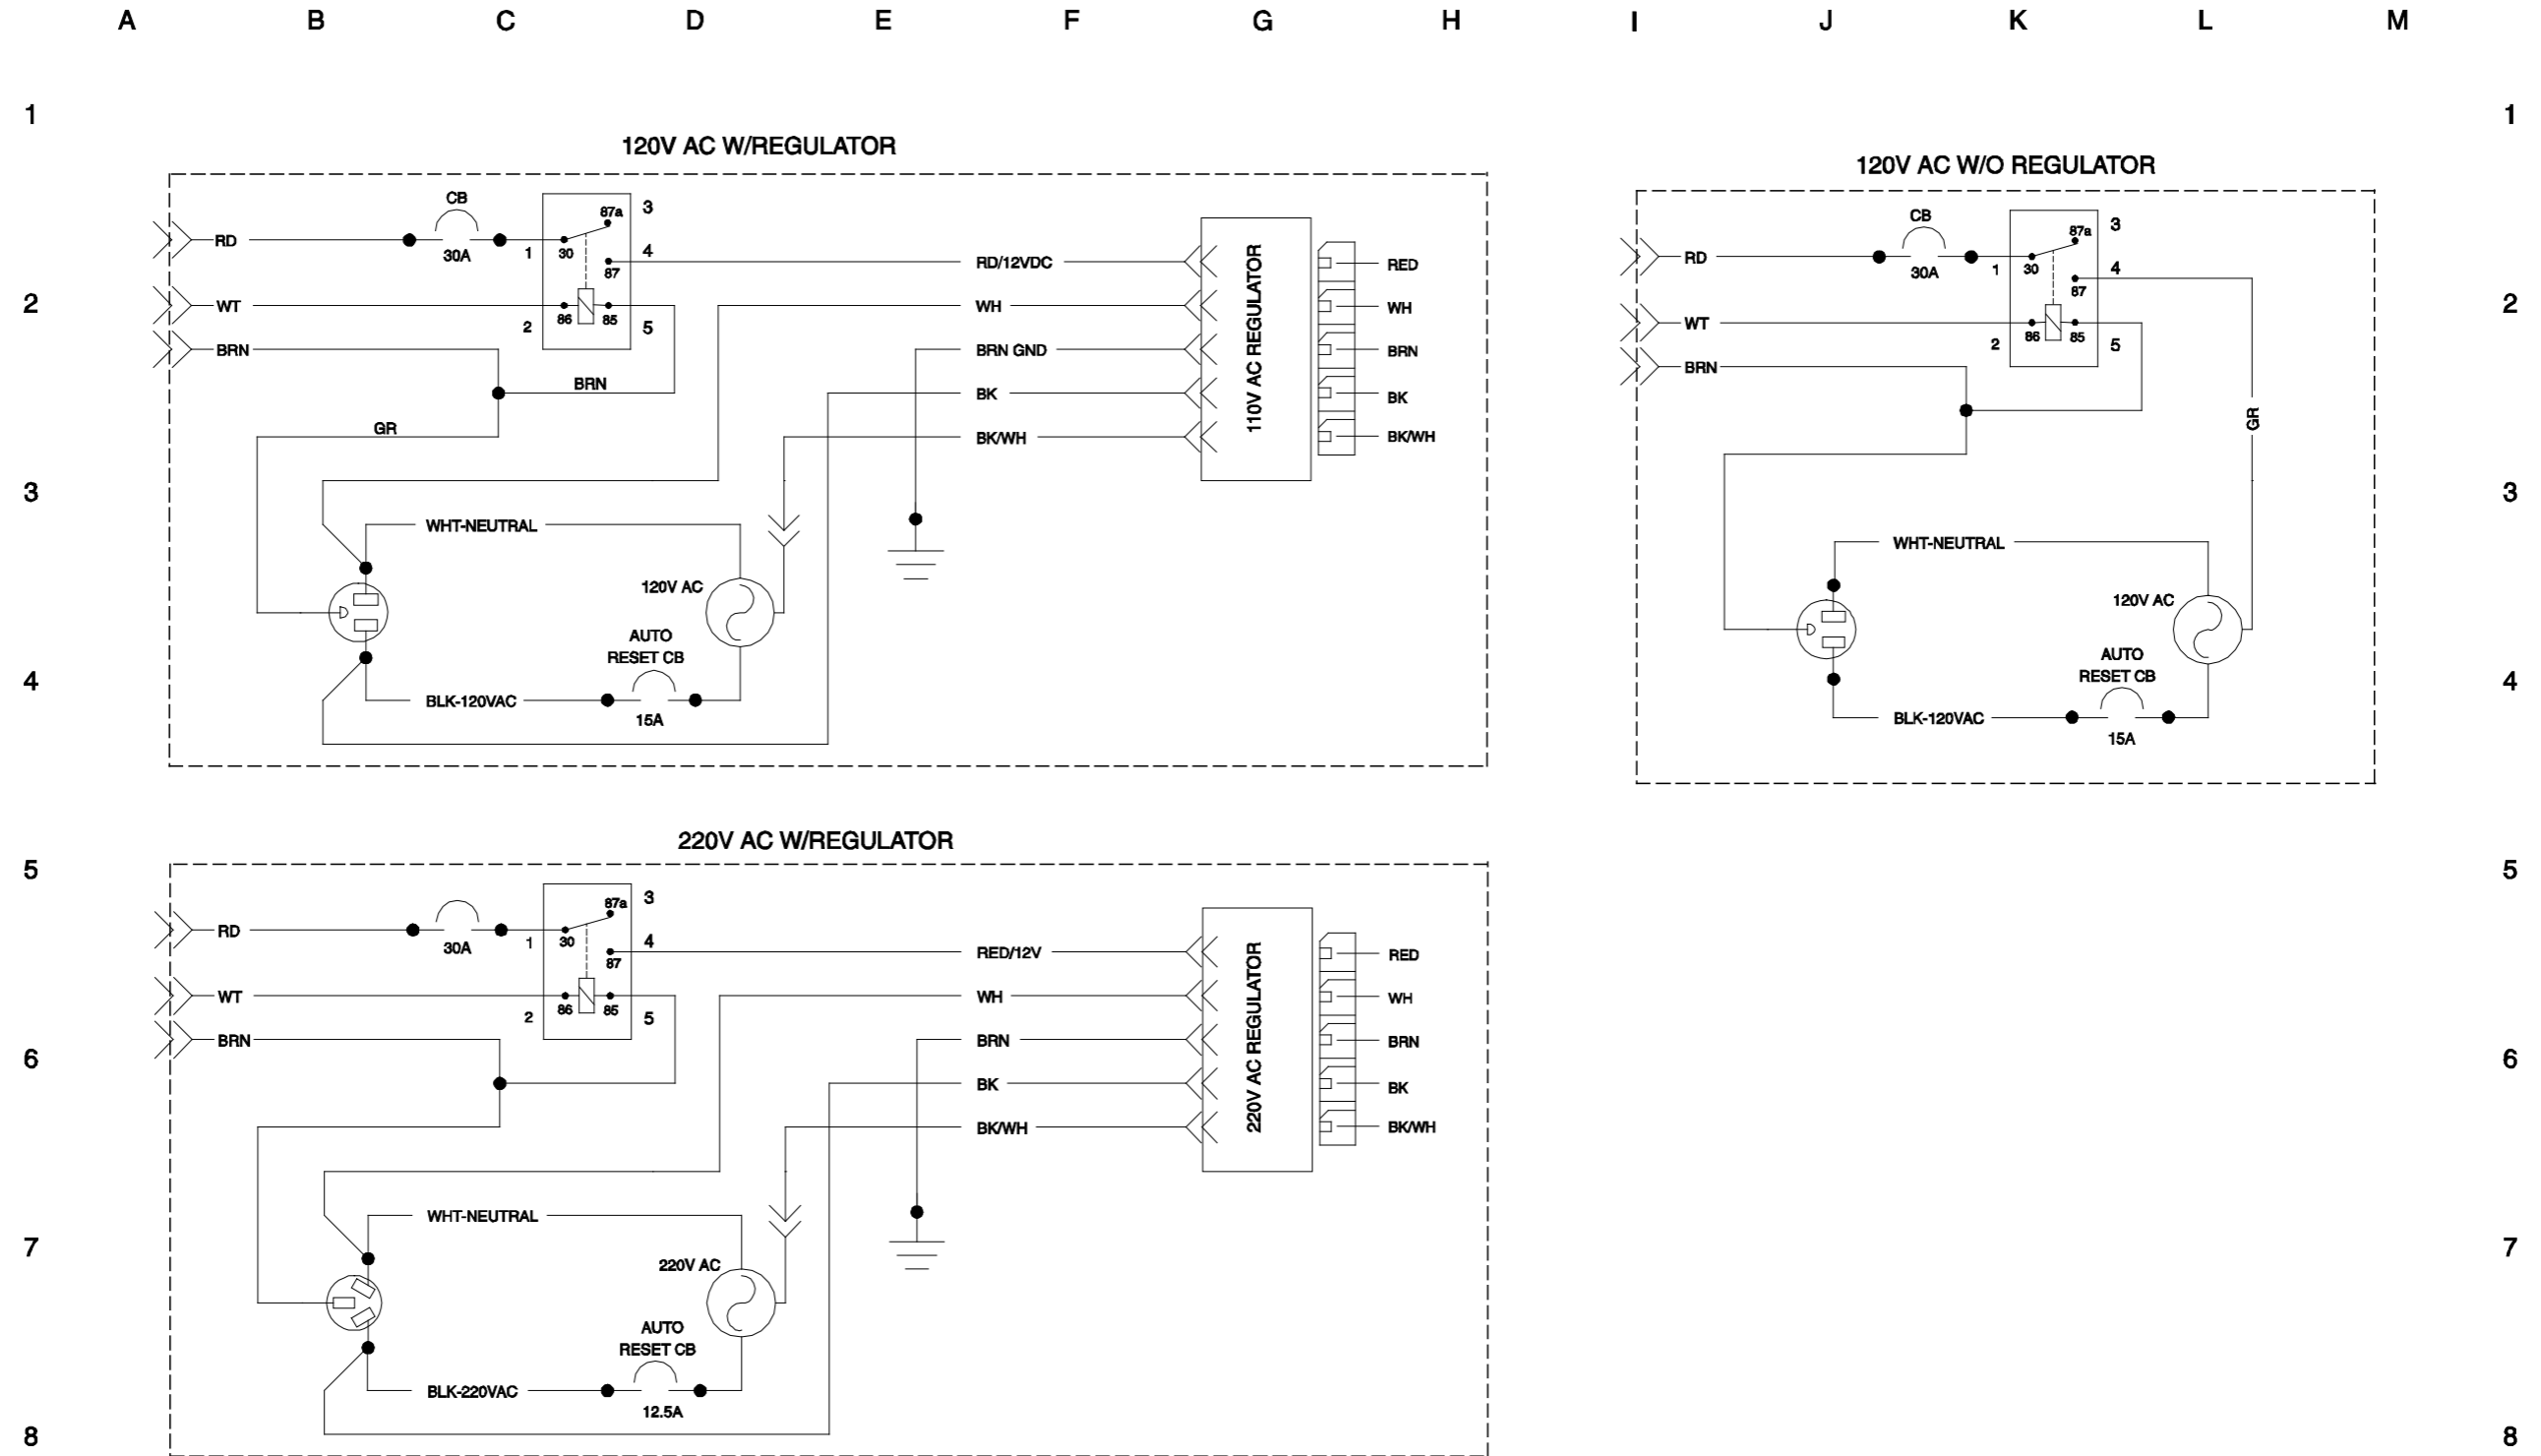 A B C D E F G H I J K L M
1 1
120V AC W/REGULATOR
CB
87a
3
RD
30A
1
30
4
87
RD/12VDC
RED
2
WT
86
85
2
5
WH
WH
BRN
BRN GND
BRN
BRN
BK
BK
GR
BK/WH
BK/WH
110V AC REGULATOR
3
WHT-NEUTRAL
120V AC
AUTO
RESET CB
4
BLK-120VAC
15A
120V AC W/O REGULATOR
CB
87a
3
RD
30A
1
30
4
87
2
WT
86
85
2
5
BRN
GR
3
WHT-NEUTRAL
120V AC
AUTO
RESET CB
4
BLK-120VAC
15A
220V AC W/REGULATOR
5 5
87a
3
RD
30A
1
30
4
87
RED/12V
RED
WT
86
85
2
5
WH
WH
BRN
BRN
BRN
6 6
BK
BK
BK/WH
BK/WH
220V AC REGULATOR
WHT-NEUTRAL
7 7
220V AC
AUTO
RESET CB
BLK-220VAC
12.5A
8 8